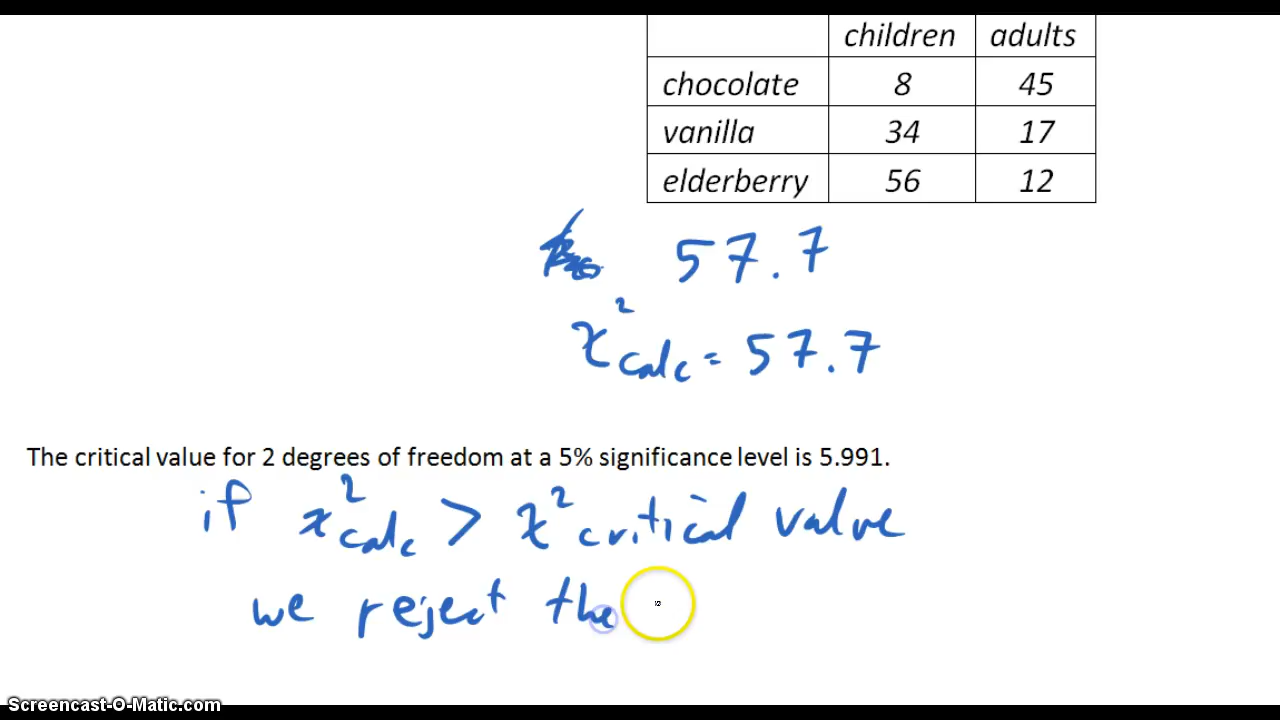 children adults
chocolate 8 45
vanilla 34 17
elderberry 56 12
57.7
χ²calc = 57.7
The critical value for 2 degrees of freedom at a 5% significance level is 5.991.
if χ²calc > χ² critical value
we reject the
Screencast-O-Matic.com